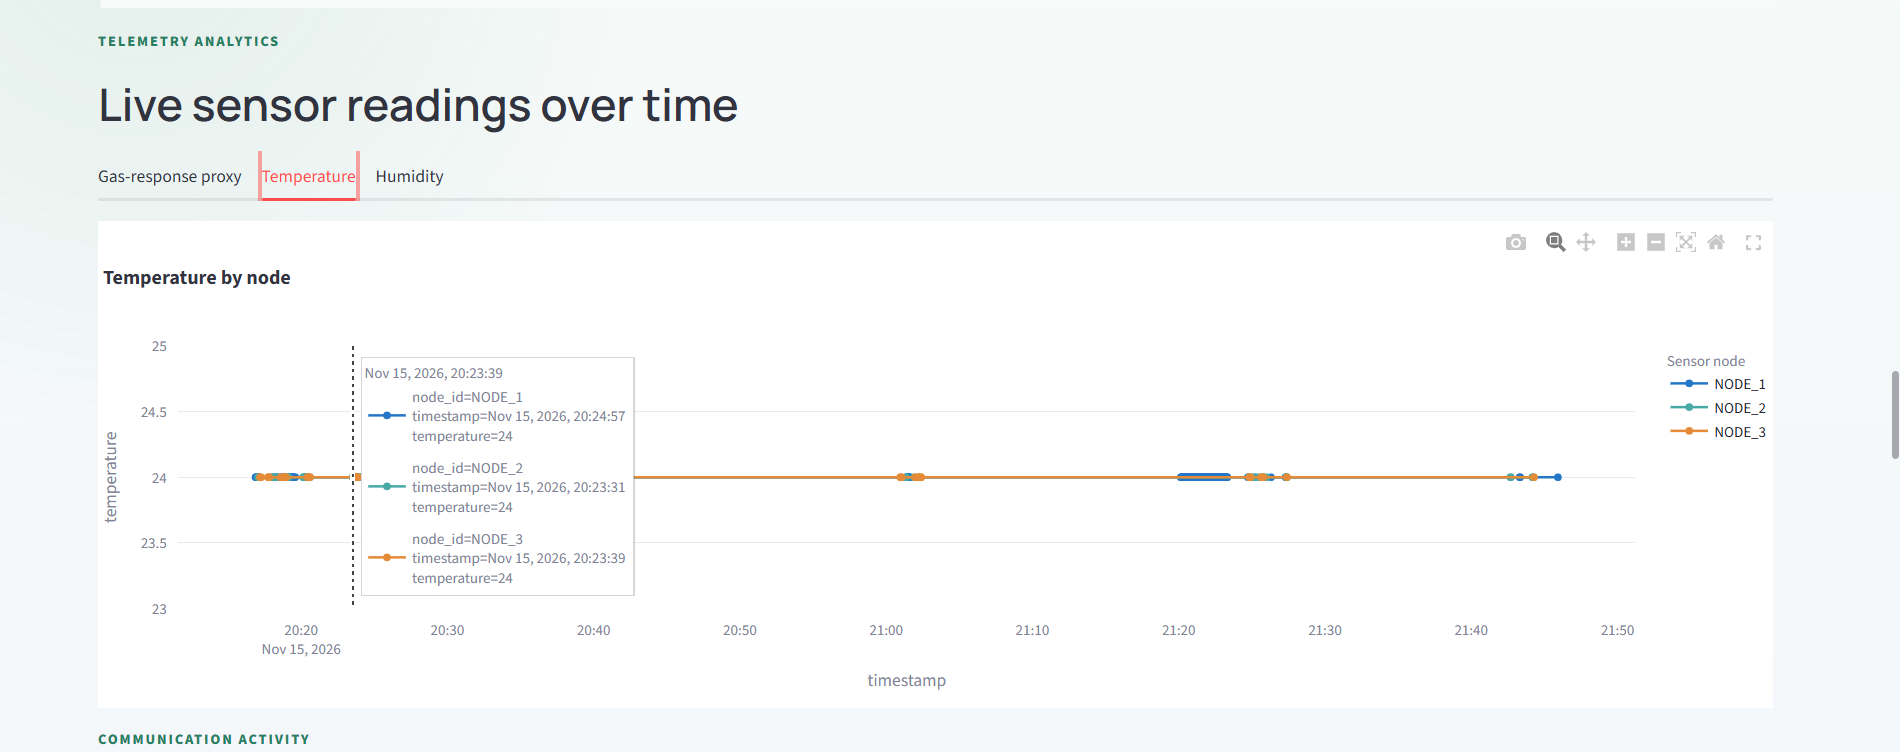 TELEMETRY ANALYTICS
Live sensor readings over time
Gas-response proxy Temperature Humidity
Temperature by node
25
24.5
24
23.5
23
temperature
Nov 15, 2026, 20:23:39
node_id=NODE_1
timestamp=Nov 15, 2026, 20:24:57
temperature=24
node_id=NODE_2
timestamp=Nov 15, 2026, 20:23:31
temperature=24
node_id=NODE_3
timestamp=Nov 15, 2026, 20:23:39
temperature=24
Sensor node
NODE_1
NODE_2
NODE_3
20:20 20:30 20:40 20:50 21:00 21:10 21:20 21:30 21:40 21:50
Nov 15, 2026
timestamp
COMMUNICATION ACTIVITY